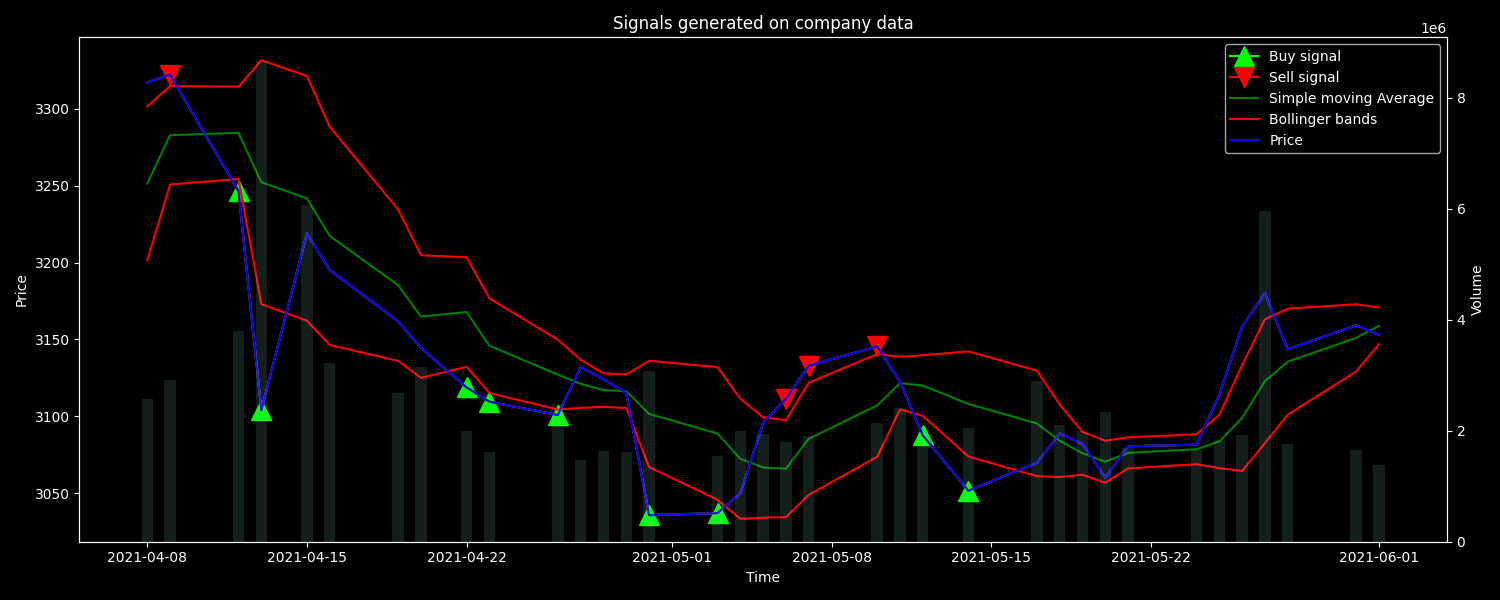 Signals generated on company data
1e6
Buy signal
Sell signal
Simple moving Average
Bollinger bands
Price
3300
3250
3200
3150
3100
3050
Price
8
6
4
2
0
Volume
2021-04-08
2021-04-15
2021-04-22
2021-05-01
2021-05-08
2021-05-15
2021-05-22
2021-06-01
Time